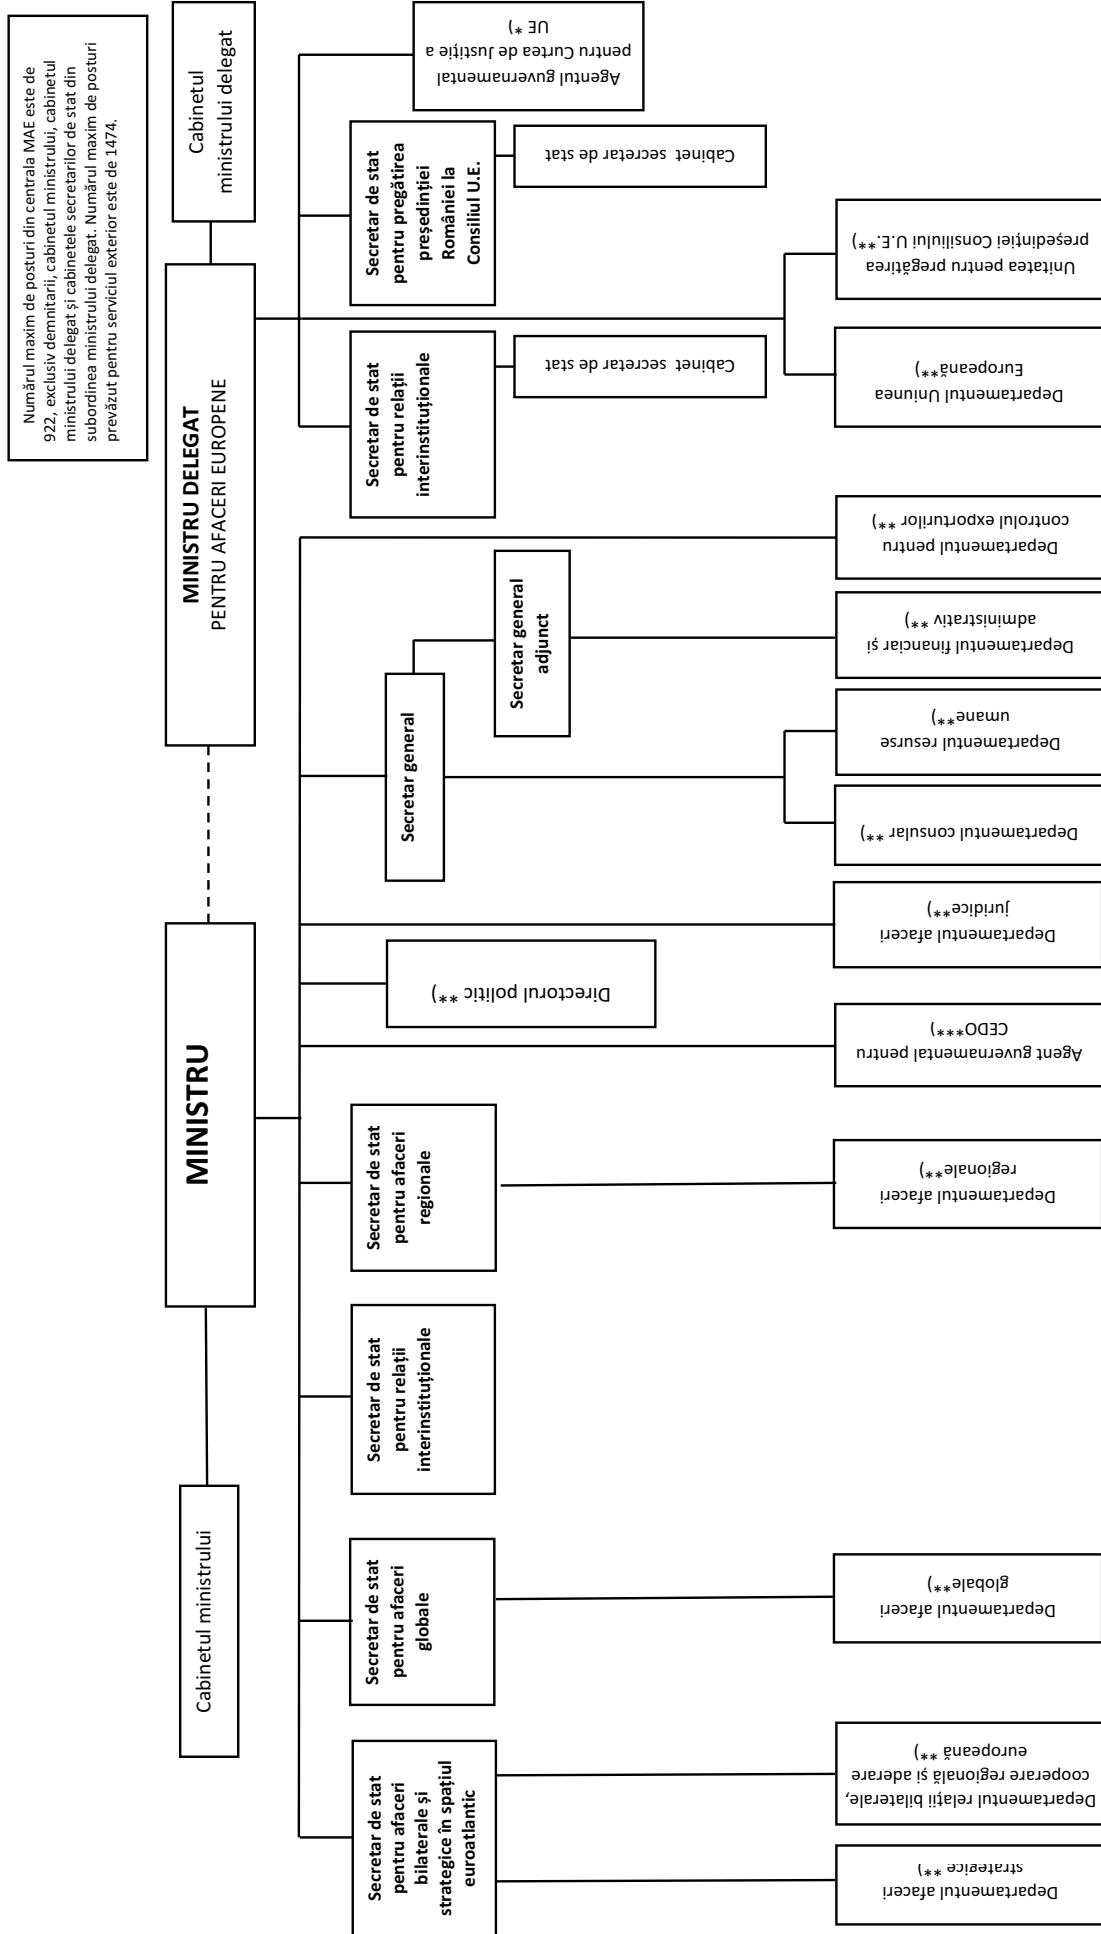 Numărul maxim de posturi din centrala MAE este de
922, exclusiv demnitarii, cabinetul ministrului, cabinetul
ministrului delegat și cabinetele secretarilor de stat din
subordinea ministrului delegat. Numărul maxim de posturi
prevăzut pentru serviciul exterior este de 1474.
Cabinetul ministrului
MINISTRU
MINISTRU DELEGAT
PENTRU AFACERI EUROPENE
Cabinetul
ministrului delegat
Secretar de stat
pentru afaceri
bilaterale și
strategice în spațiul
euroatlantic
Secretar de stat
pentru afaceri
globale
Secretar de stat
pentru relații
interinstituționale
Secretar de stat
pentru afaceri
regionale
Directorul politic **)
Secretar general
Secretar general
adjunct
Secretar de stat
pentru relații
interinstituționale
Cabinet secretar de stat
Secretar de stat
pentru pregătirea
președinției
României la
Consiliul U.E.
Cabinet secretar de stat
Agentul guvernamental
pentru Curtea de Justiție a
UE *)
Departamentul afaceri
strategice **)
Departamentul relații bilaterale,
cooperare regională și aderare
europeană **)
Departamentul afaceri
globale**)
Departamentul afaceri
regionale**)
Agent guvernamental pentru
CEDO***)
Departamentul afaceri
juridice**)
Departamentul consular **)
Departamentul resurse
umane**)
Departamentul financiar și
administrativ **)
Departamentul pentru
controlul exporturilor **)
Departamentul Uniunea
Europeană**)
Unitatea pentru pregătirea
președinției Consiliului U.E.**)